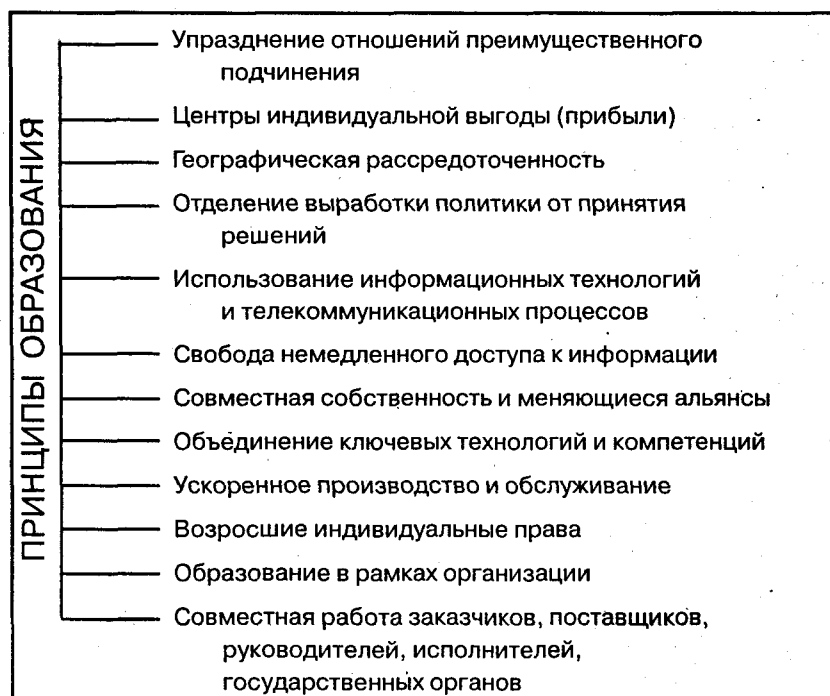 ПРИНЦИПЫ ОБРАЗОВАНИЯ
Упразднение отношений преимущественного
подчинения
Центры индивидуальной выгоды (прибыли)
Географическая рассредоточенность
Отделение выработки политики от принятия
решений
Использование информационных технологий
и телекоммуникационных процессов
Свобода немедленного доступа к информации
Совместная собственность и меняющиеся альянсы
Объединение ключевых технологий и компетенций
Ускоренное производство и обслуживание
Возросшие индивидуальные права
Образование в рамках организации
Совместная работа заказчиков, поставщиков,
руководителей, исполнителей,
государственных органов